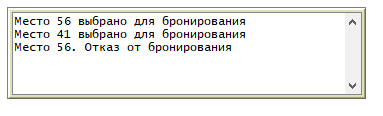 Место 56 выбрано для бронирования
Место 41 выбрано для бронирования
Место 56. Отказ от бронирования